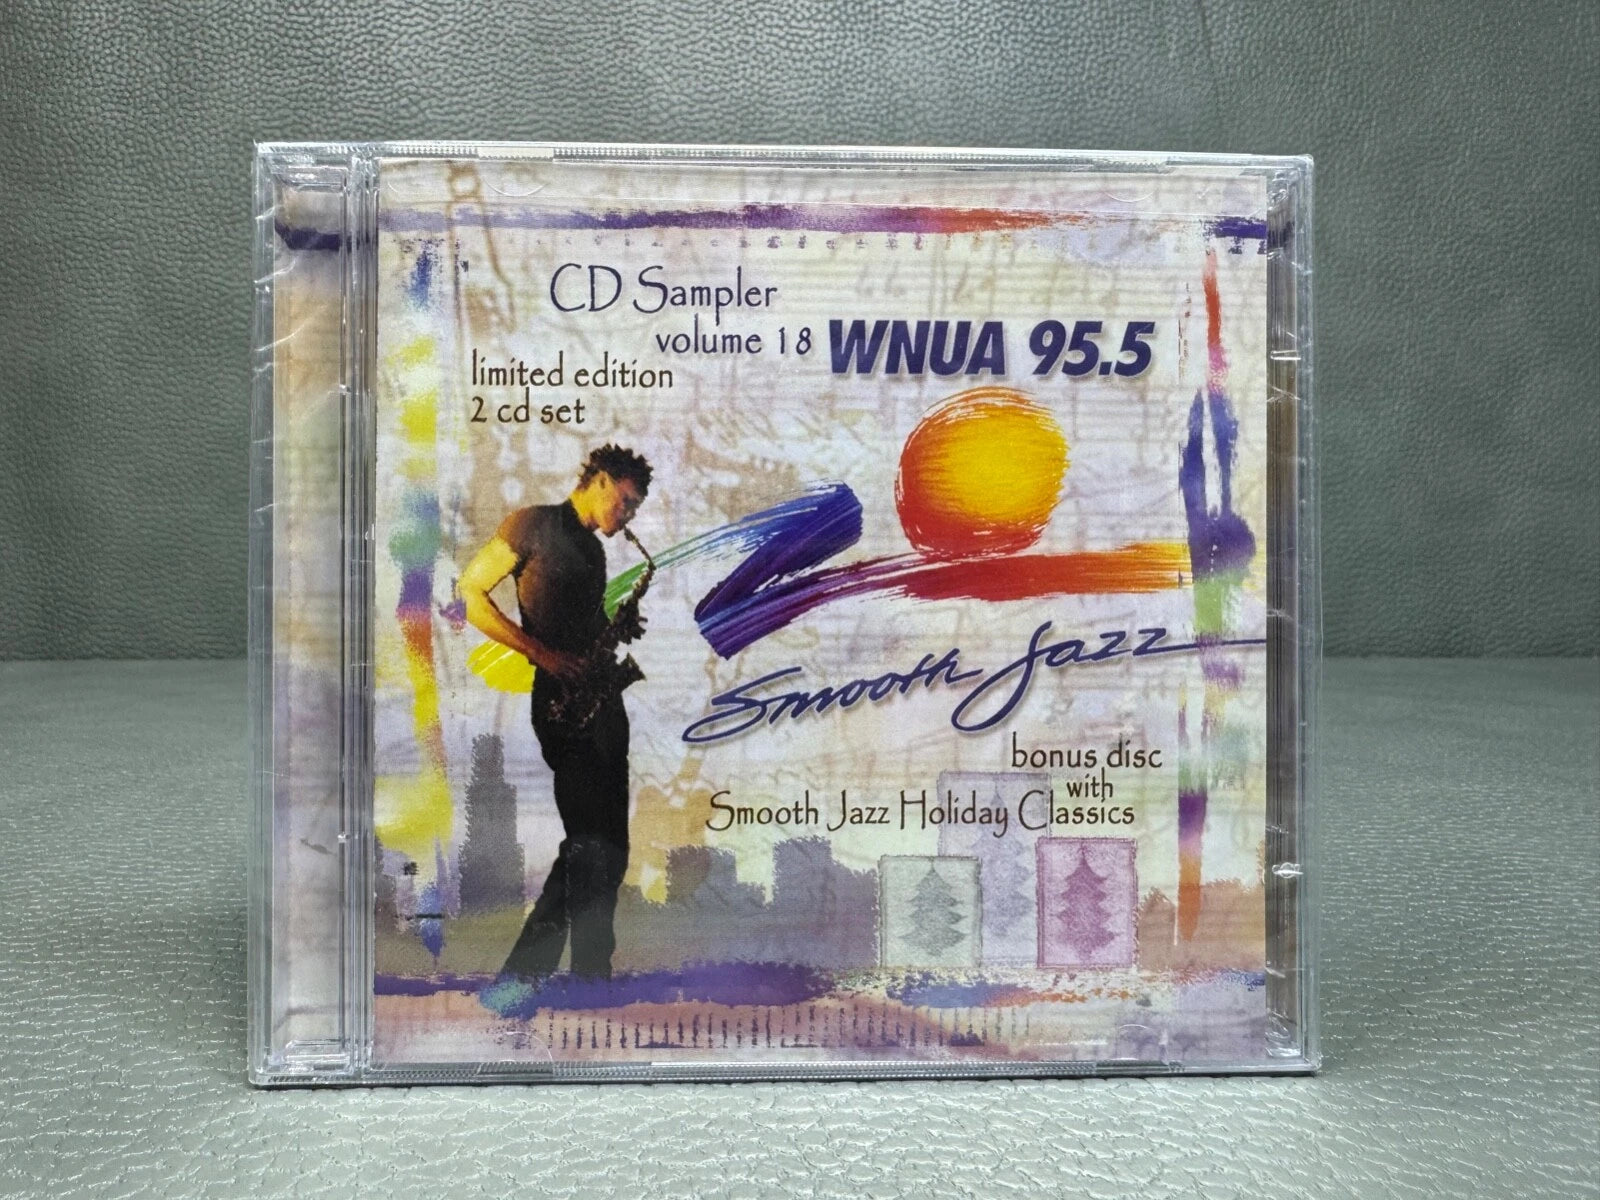 CD Sampler
volume 18
WNUA 95.5
limited edition
2 cd set
Smooth Jazz
bonus disc
with
Smooth Jazz Holiday Classics